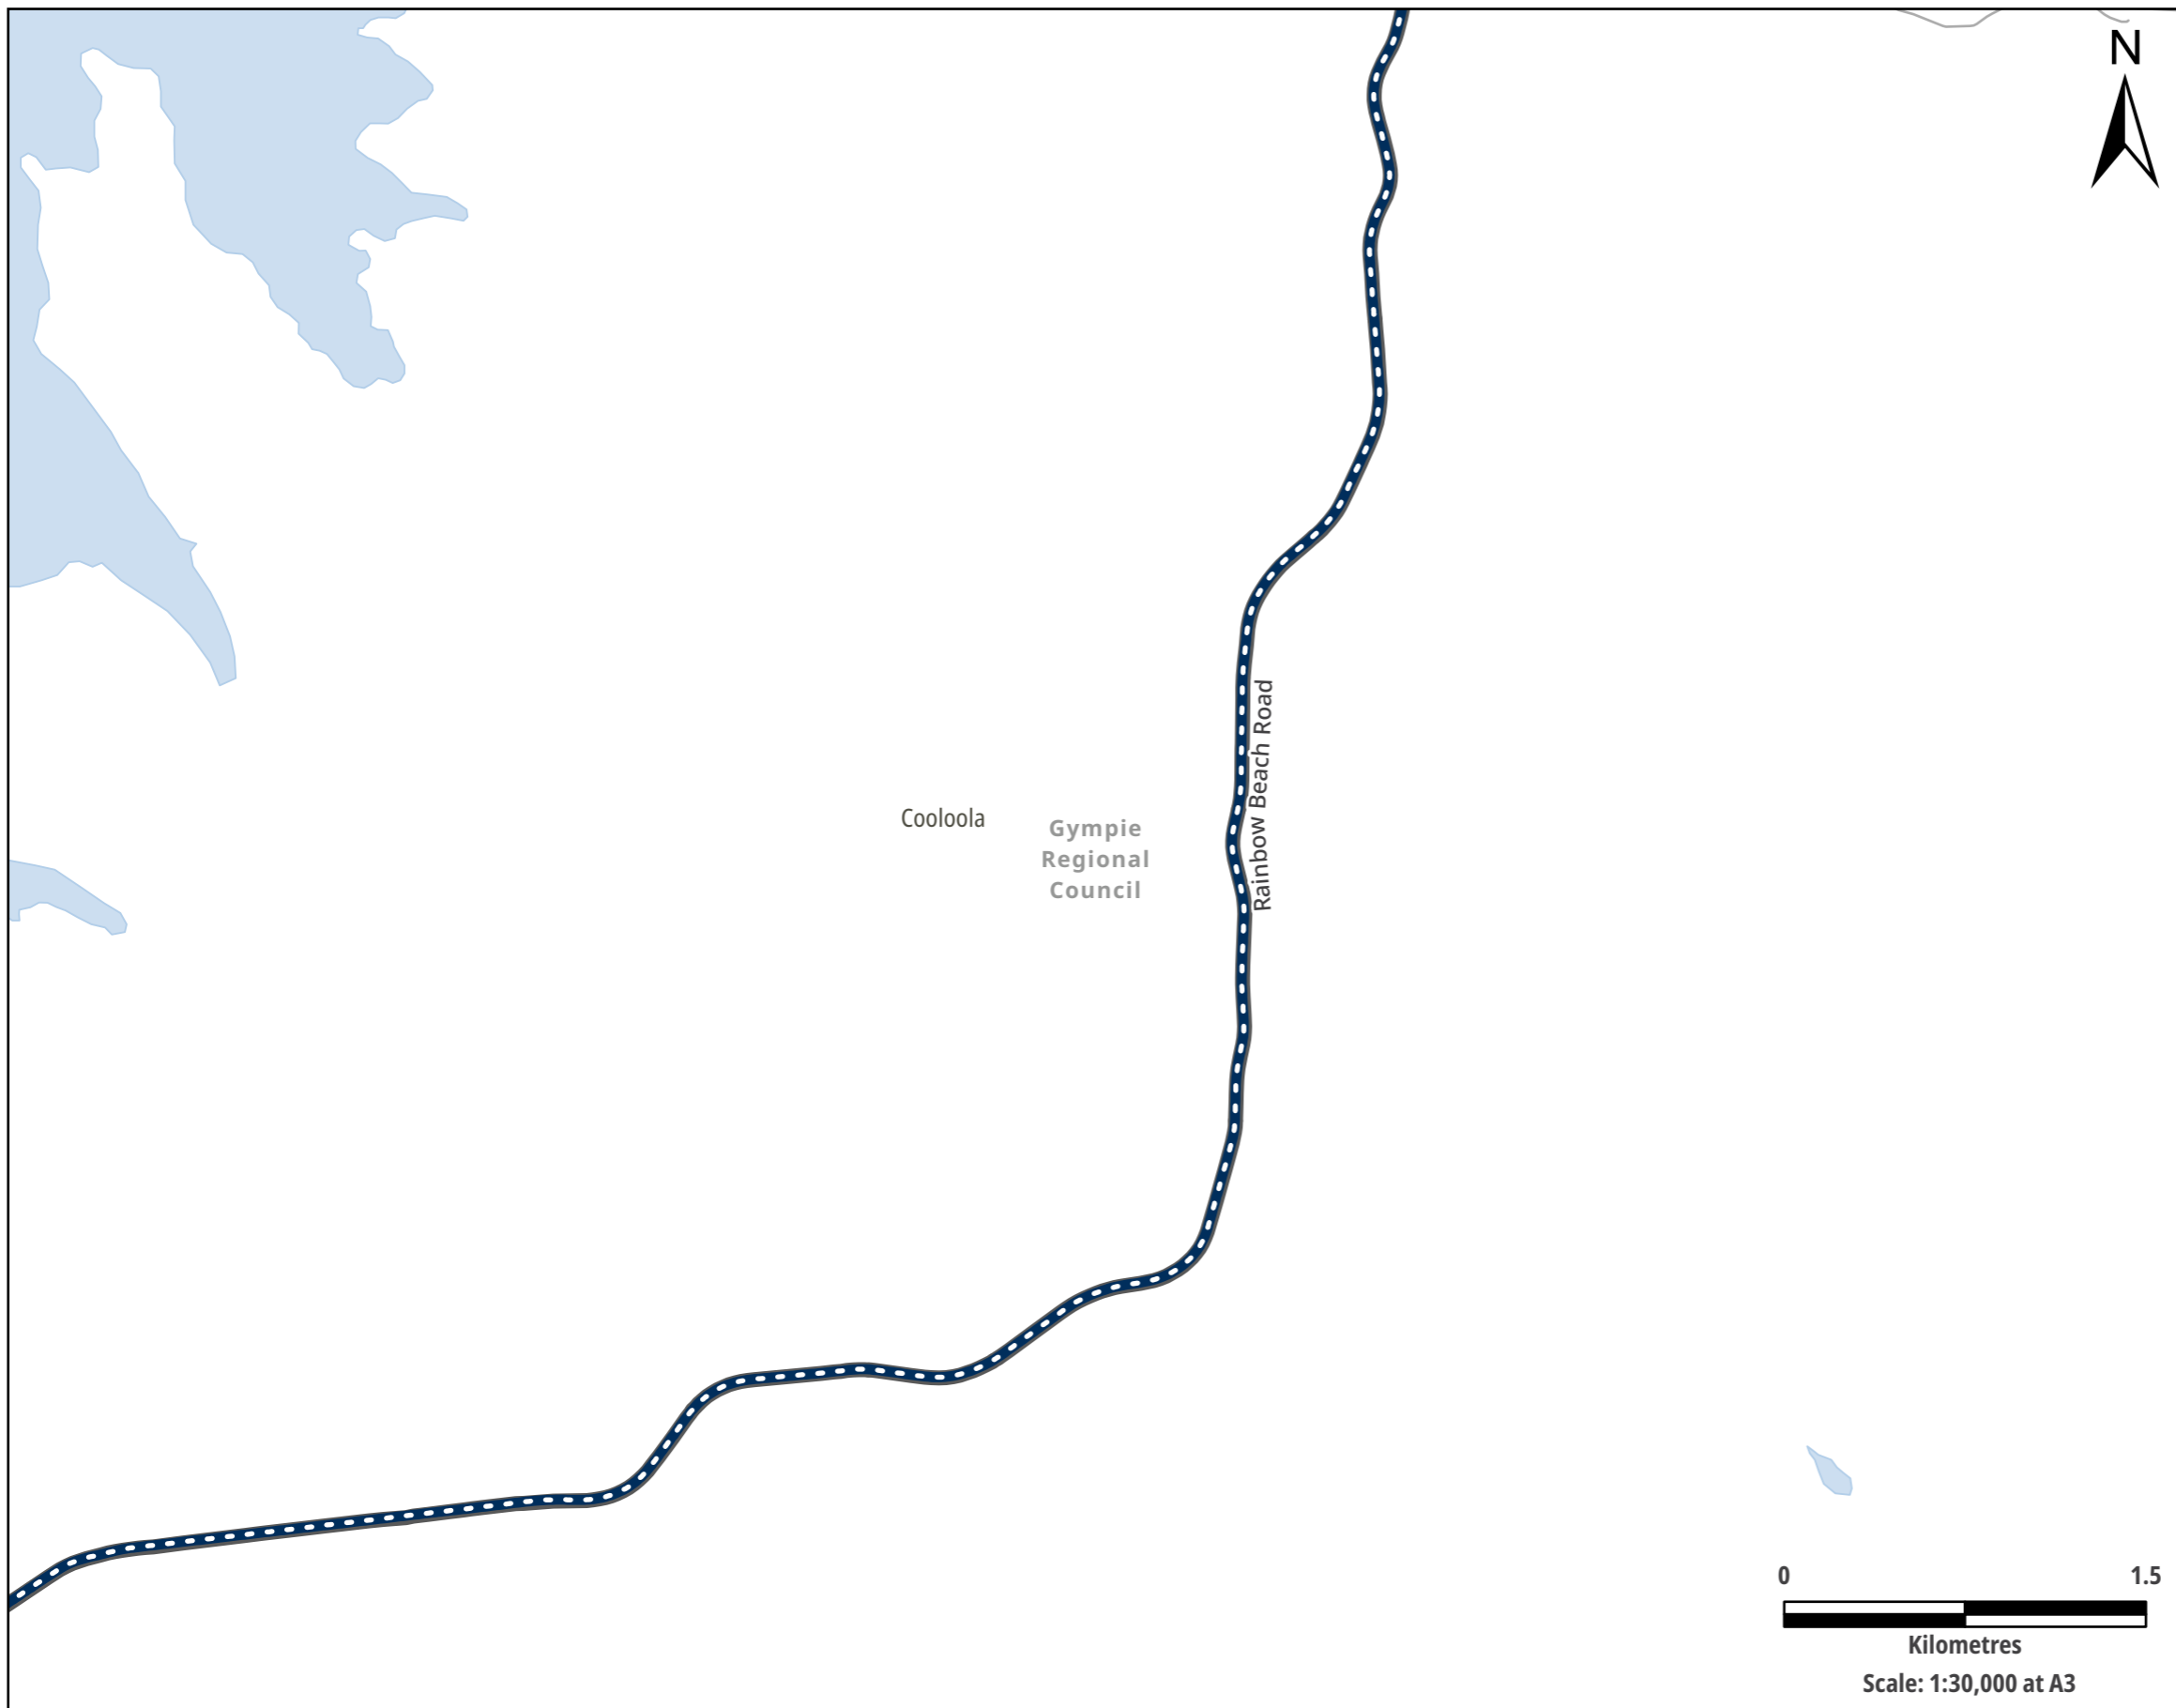 N
Rainbow Beach Road
Cooloola
Gympie
Regional
Council
0 1.5
Kilometres
Scale: 1:30,000 at A3